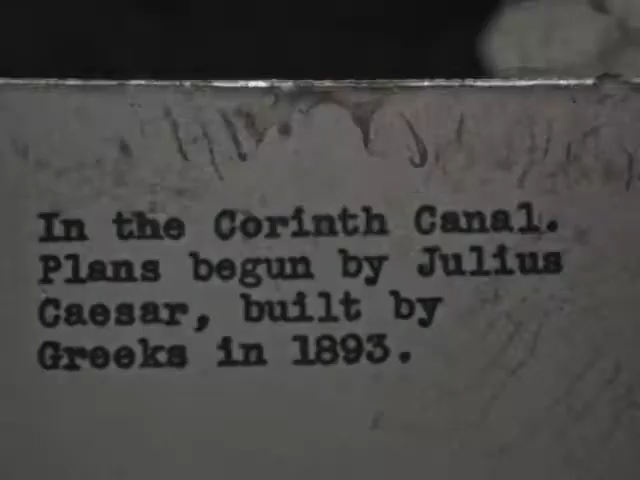 In the Corinth Canal.
Plans begun by Julius
Caesar, built by
Greeks in 1893.